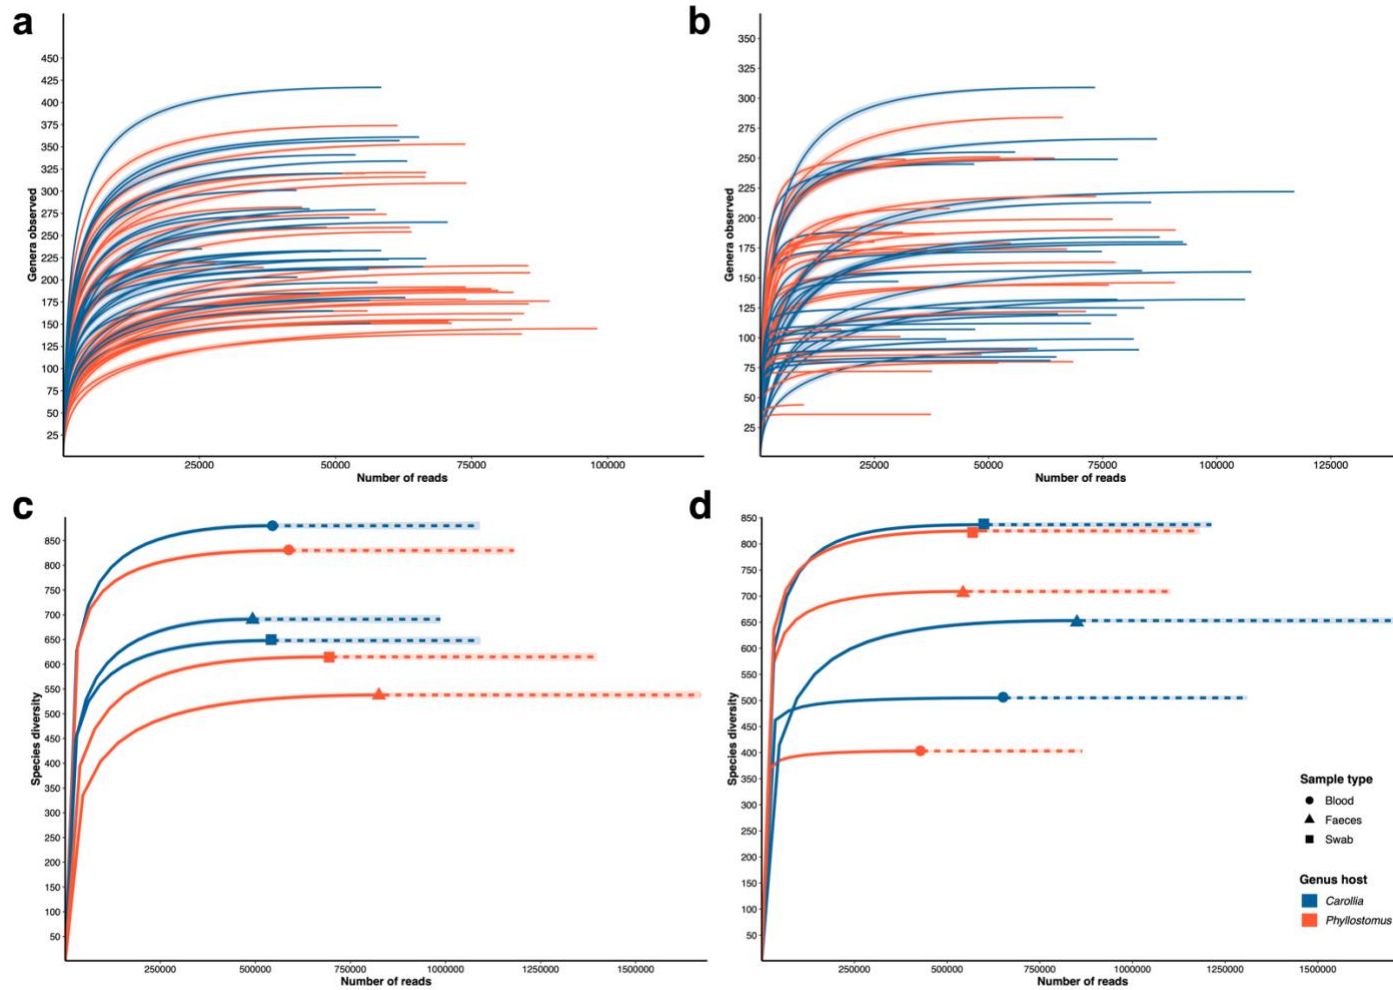 a
450
425
400
375
350
325
300
275
250
225
200
175
150
125
100
75
50
25
Genera observed
25000 50000 75000 100000
Number of reads
b
350
325
300
275
250
225
200
175
150
125
100
75
50
25
Genera observed
25000 50000 75000 100000 125000
Number of reads
c
850
800
750
700
650
600
550
500
450
400
350
300
250
200
150
100
50
Species diversity
250000 500000 750000 1000000 1250000 1500000
Number of reads
d
850
800
750
700
650
600
550
500
450
400
350
300
250
200
150
100
50
Species diversity
250000 500000 750000 1000000 1250000 1500000
Number of reads
Sample type
Blood
Faeces
Swab
Genus host
Carollia
Phyllostomus